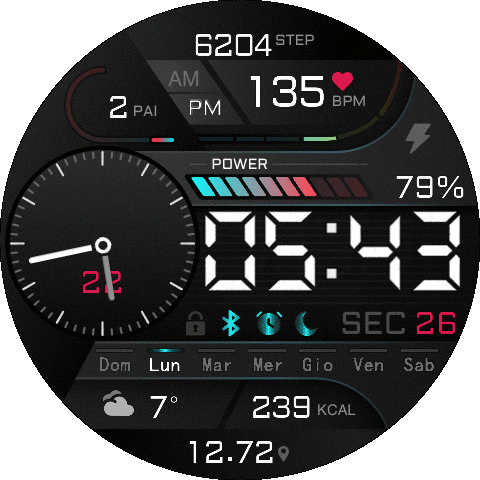 6204 STEP
AM
PM
2 PAI
135 BPM
POWER
79%
05:43
22
SEC 26
Dom Lun Mar Mer Gio Ven Sab
7°
239 KCAL
12.72